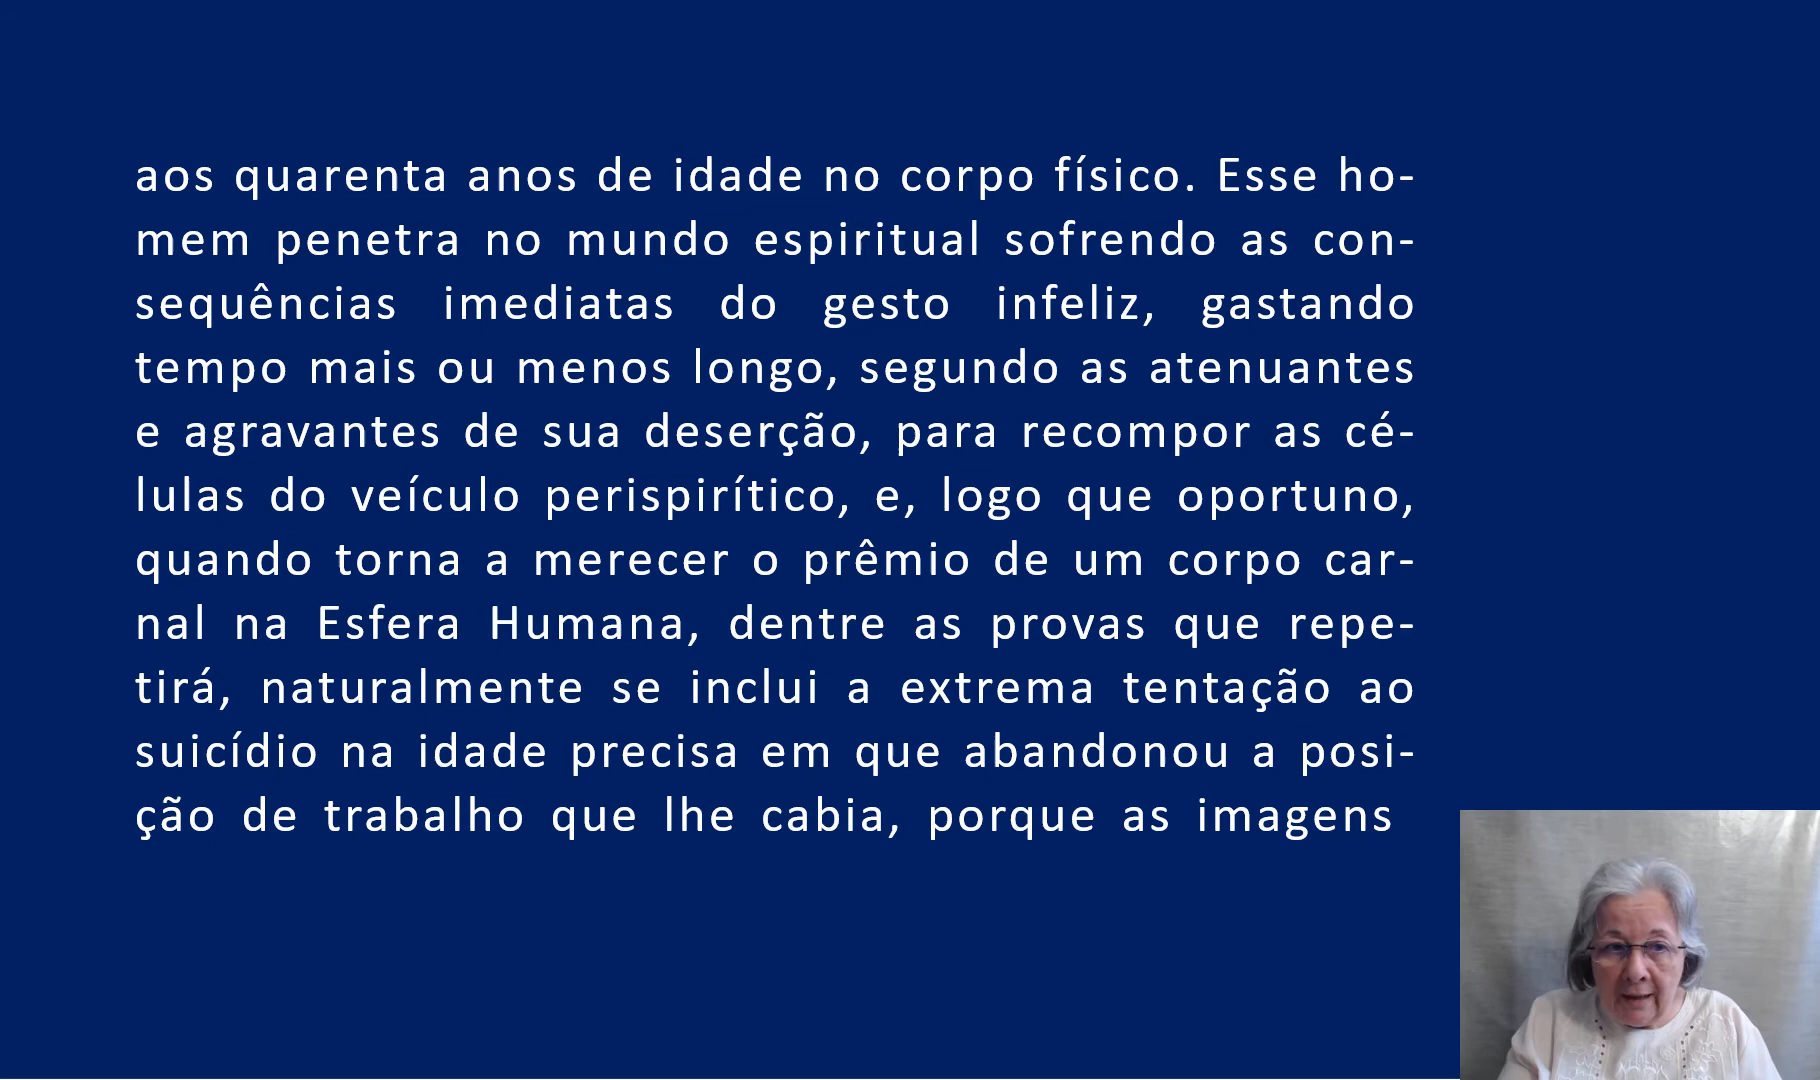 aos quarenta anos de idade no corpo físico. Esse ho-
mem penetra no mundo espiritual sofrendo as con-
sequências imediatas do gesto infeliz, gastando
tempo mais ou menos longo, segundo as atenuantes
e agravantes de sua deserção, para recompor as cé-
lulas do veículo perispirítico, e, logo que oportuno,
quando torna a merecer o prêmio de um corpo car-
nal na Esfera Humana, dentre as provas que repe-
tirá, naturalmente se inclui a extrema tentação ao
suicídio na idade precisa em que abandonou a posi-
ção de trabalho que lhe cabia, porque as imagens